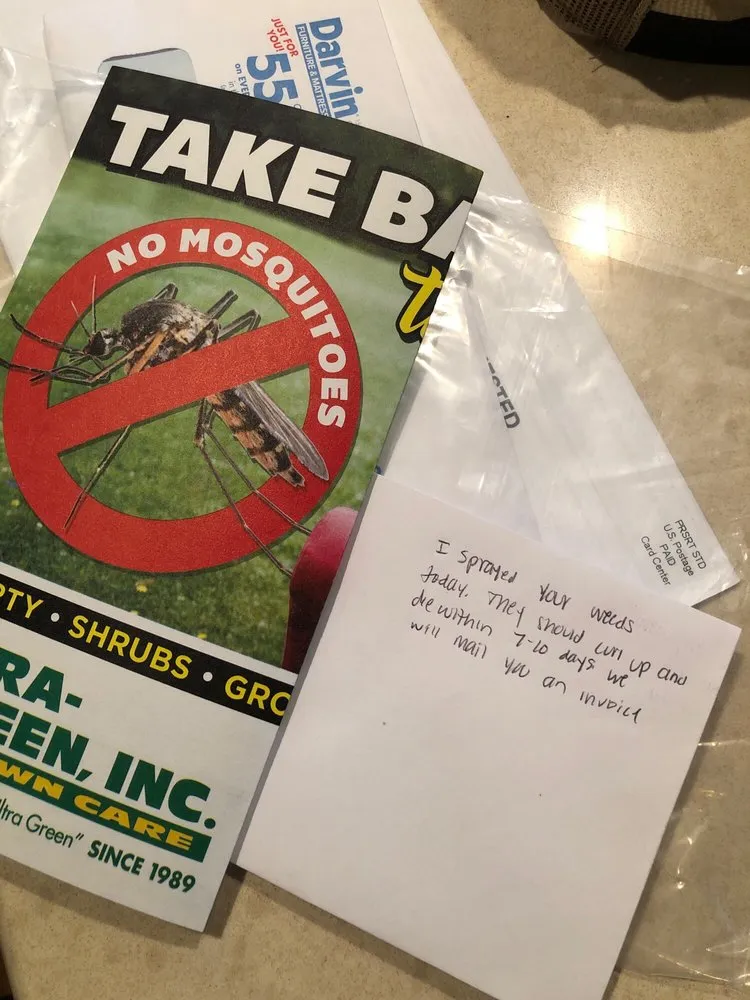 Darvin
FURNITURE & MATTRESS
JUST FOR
YOU!
55
TAKE BA
NO MOSQUITOES
STED
PRSRT STD
U.S. Postage
PAID
Card Center
I sprayed your weeds
today. They should curl up and
die within 7-10 days we
will mail you an invoice
PTY • SHRUBS • GRO
RA-
EEN, INC.
WN CARE
ltra Green" SINCE 1989